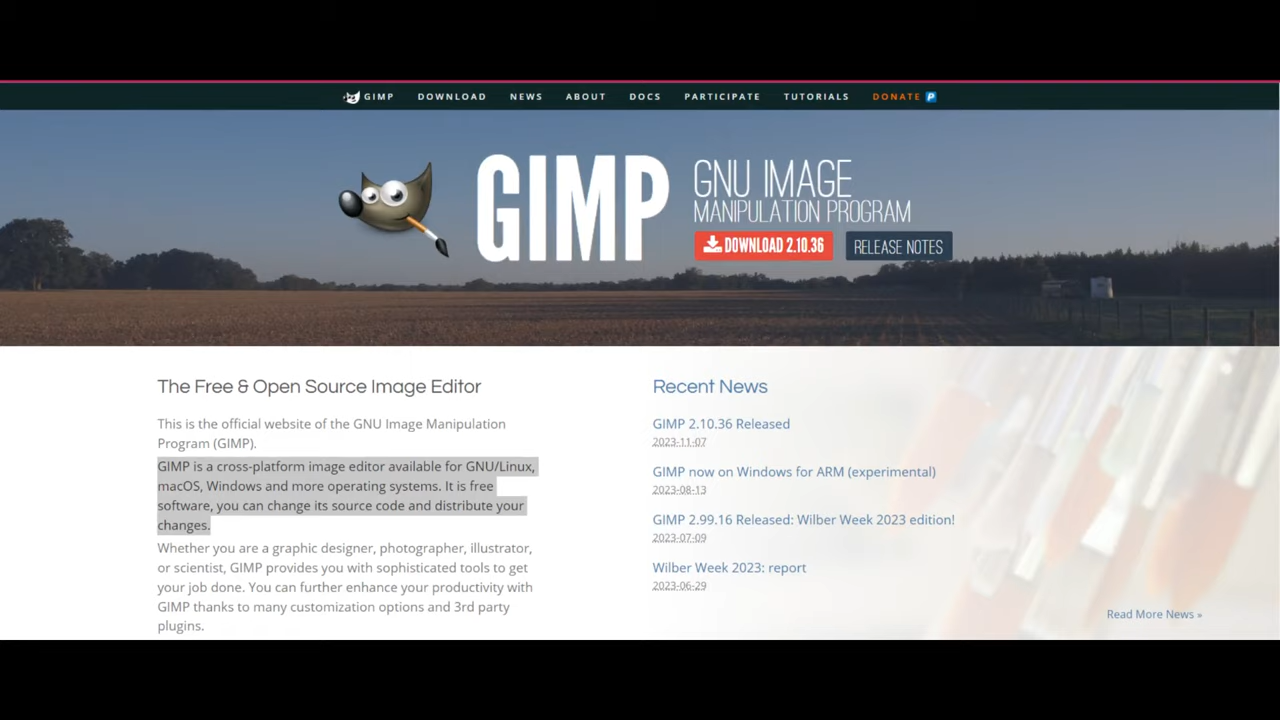 GIMP DOWNLOAD NEWS ABOUT DOCS PARTICIPATE TUTORIALS DONATE
GIMP
GNU IMAGE
MANIPULATION PROGRAM
DOWNLOAD 2.10.36 RELEASE NOTES
The Free & Open Source Image Editor
This is the official website of the GNU Image Manipulation
Program (GIMP).
GIMP is a cross-platform image editor available for GNU/Linux,
macOS, Windows and more operating systems. It is free
software, you can change its source code and distribute your
changes.
Whether you are a graphic designer, photographer, illustrator,
or scientist, GIMP provides you with sophisticated tools to get
your job done. You can further enhance your productivity with
GIMP thanks to many customization options and 3rd party
plugins.
Recent News
GIMP 2.10.36 Released
2023-11-07
GIMP now on Windows for ARM (experimental)
2023-08-13
GIMP 2.99.16 Released: Wilber Week 2023 edition!
2023-07-09
Wilber Week 2023: report
2023-06-29
Read More News »